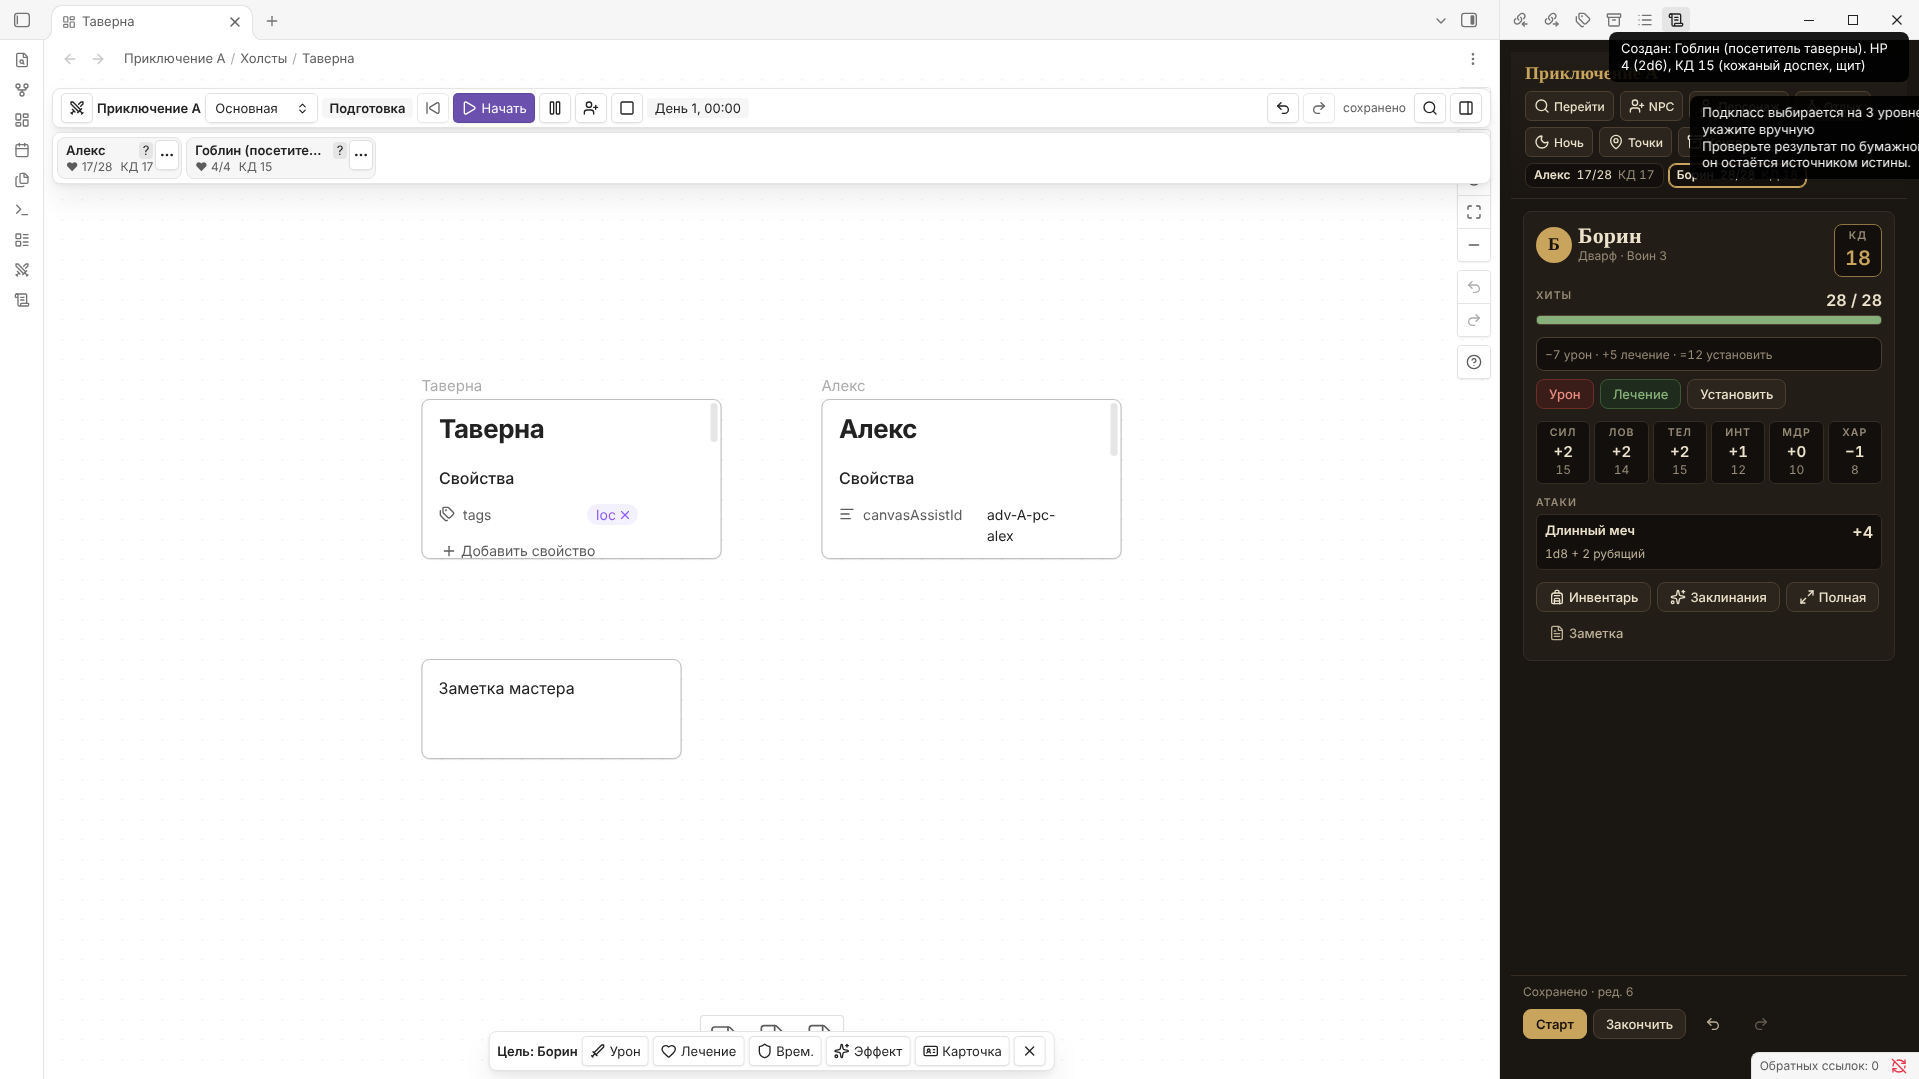 Таверна
Приключение А / Холсты / Таверна
Приключение А
Основная
Подготовка
Начать
День 1, 00:00
сохранено
Алекс ?
17/28 КД 17
Гоблин (посетите... ?
4/4 КД 15
Таверна
Таверна
Свойства
tags
loc
Добавить свойство
Алекс
Алекс
Свойства
canvasAssistId
adv-A-pc-
alex
Заметка мастера
Цель: Борин
Урон
Лечение
Врем.
Эффект
Карточка
Создан: Гоблин (посетитель таверны). HP
4 (2d6), КД 15 (кожаный доспех, щит)
Перейти
NPC
Подкласс выбирается на 3 уровне
укажите вручную
Проверьте результат по бумажно
он остаётся источником истины.
Ночь
Точки
Алекс 17/28 КД 17
Борин 28/28 КД 18
Б
Борин
Дварф · Воин 3
КД
18
ХИТЫ
28 / 28
−7 урон · +5 лечение · =12 установить
Урон
Лечение
Установить
СИЛ ЛОВ ТЕЛ ИНТ МДР ХАР
+2 +2 +2 +1 +0 −1
15 14 15 12 10 8
АТАКИ
Длинный меч
+4
1d8 + 2 рубящий
Инвентарь
Заклинания
Полная
Заметка
Сохранено · ред. 6
Старт
Закончить
Обратных ссылок: 0